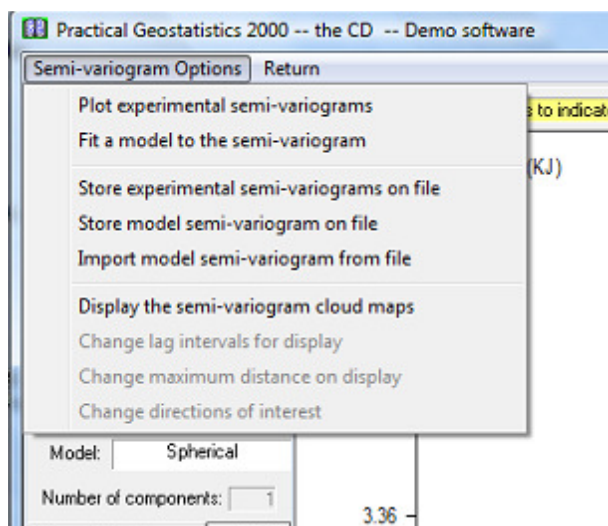 Practical Geostatistics 2000 -- the CD -- Demo software
Semi-variogram Options Return
Plot experimental semi-variograms
s to indicat
Fit a model to the semi-variogram
(KJ)
Store experimental semi-variograms on file
Store model semi-variogram on file
Import model semi-variogram from file
Display the semi-variogram cloud maps
Change lag intervals for display
Change maximum distance on display
Change directions of interest
Model: Spherical
Number of components: 1
3.36